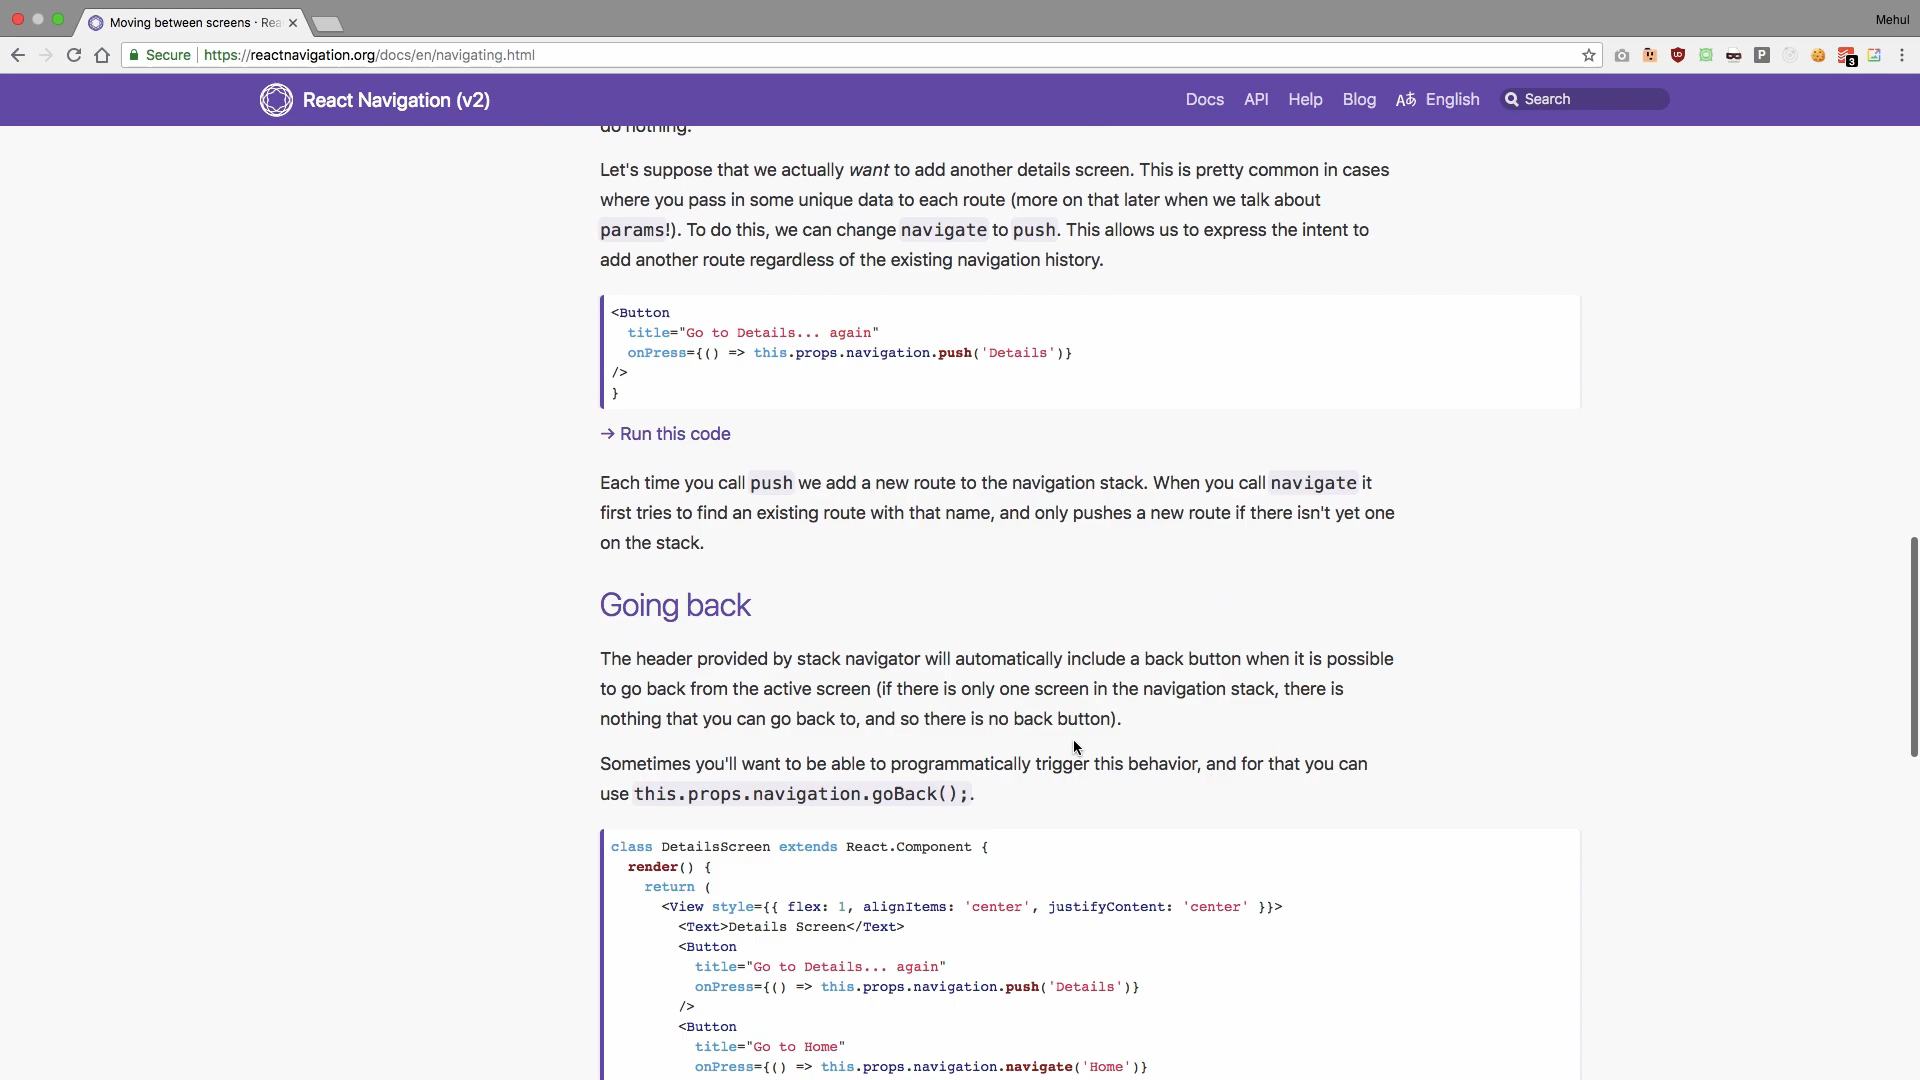 Mehul
Moving between screens · Rea
Secure https://reactnavigation.org/docs/en/navigating.html
P
3
React Navigation (v2)
Docs API Help Blog English Search
do nothing.
Let's suppose that we actually want to add another details screen. This is pretty common in cases
where you pass in some unique data to each route (more on that later when we talk about
params!). To do this, we can change navigate to push. This allows us to express the intent to
add another route regardless of the existing navigation history.
<Button
title="Go to Details... again"
onPress={() => this.props.navigation.push('Details')}
/>
}
→ Run this code
Each time you call push we add a new route to the navigation stack. When you call navigate it
first tries to find an existing route with that name, and only pushes a new route if there isn't yet one
on the stack.
Going back
The header provided by stack navigator will automatically include a back button when it is possible
to go back from the active screen (if there is only one screen in the navigation stack, there is
nothing that you can go back to, and so there is no back button).
Sometimes you'll want to be able to programmatically trigger this behavior, and for that you can
use this.props.navigation.goBack();.
class DetailsScreen extends React.Component {
render() {
return (
<View style={{ flex: 1, alignItems: 'center', justifyContent: 'center' }}>
<Text>Details Screen</Text>
<Button
title="Go to Details... again"
onPress={() => this.props.navigation.push('Details')}
/>
<Button
title="Go to Home"
onPress={() => this.props.navigation.navigate('Home')}